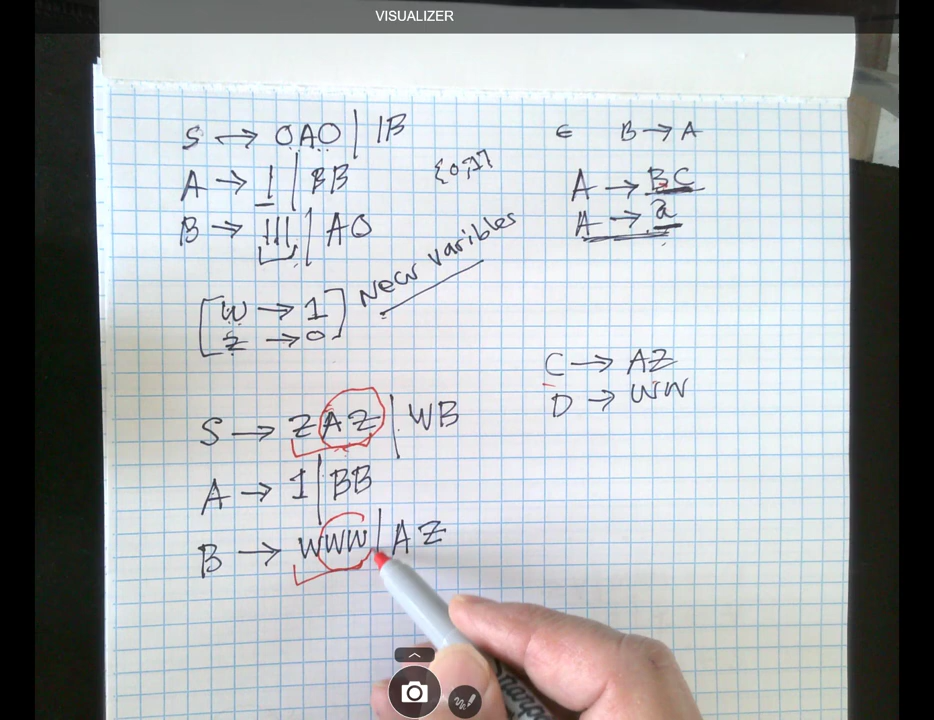 VISUALIZER
S → 0A0 | 1B
A → 1 | BB
B → 111 | A0
{0,1}
ϵ B → A
A → BC
A → a
W → 1
Z → 0
New varibles
C → AZ
D → WW
S → ZAZ | WB
A → 1 | BB
B → WWW | AZ